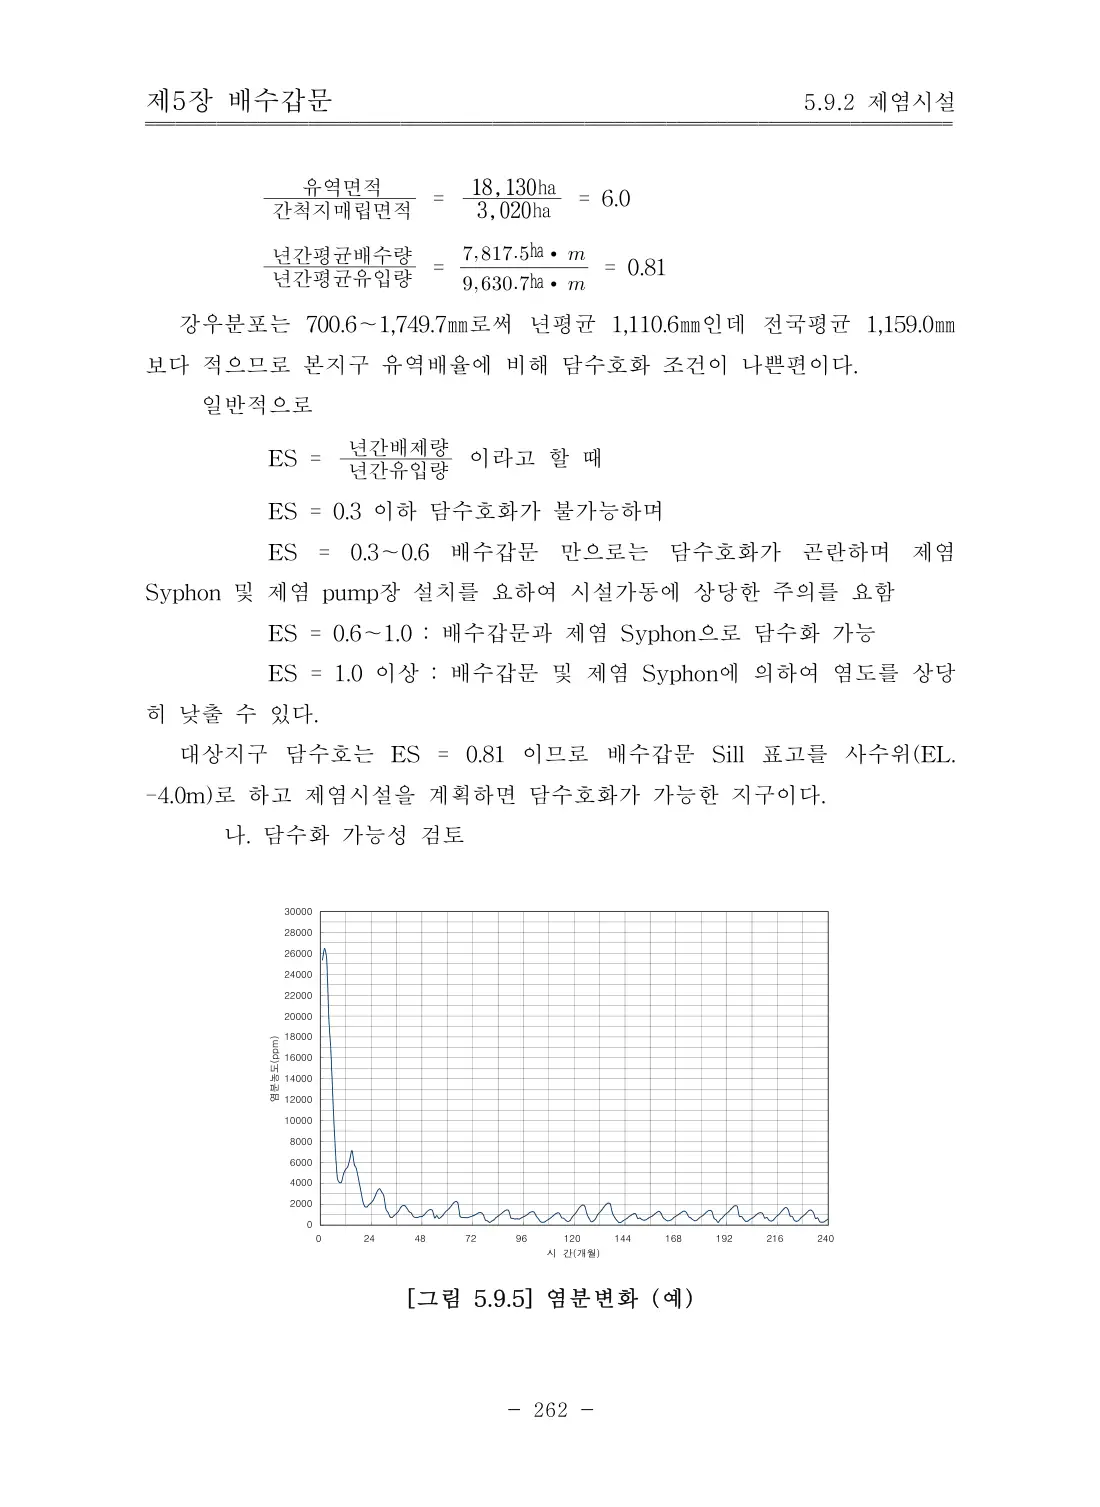 제5장 배수갑문
5.9.2 제염시설
유역면적 / 간척지매립면적 = 18,130㏊ / 3,020㏊ = 6.0
년간평균배수량 / 년간평균유입량 = 7,817.5㏊• m / 9,630.7㏊• m = 0.81
강우분포는 700.6~1,749.7㎜로써 년평균 1,110.6㎜인데 전국평균 1,159.0㎜
보다 적으므로 본지구 유역배율에 비해 담수호화 조건이 나쁜편이다.
일반적으로
ES = 년간배제량 / 년간유입량 이라고 할 때
ES = 0.3 이하 담수호화가 불가능하며
ES = 0.3~0.6 배수갑문 만으로는 담수호화가 곤란하며 제염
Syphon 및 제염 pump장 설치를 요하여 시설가동에 상당한 주의를 요함
ES = 0.6~1.0 : 배수갑문과 제염 Syphon으로 담수화 가능
ES = 1.0 이상 : 배수갑문 및 제염 Syphon에 의하여 염도를 상당
히 낮출 수 있다.
대상지구 담수호는 ES = 0.81 이므로 배수갑문 Sill 표고를 사수위(EL.
-4.0m)로 하고 제염시설을 계획하면 담수호화가 가능한 지구이다.
나. 담수화 가능성 검토
30000
28000
26000
24000
22000
20000
18000
16000
14000
12000
10000
8000
6000
4000
2000
0
염분농도(ppm)
0 24 48 72 96 120 144 168 192 216 240
시 간(개월)
[그림 5.9.5] 염분변화 (예)
- 262 -